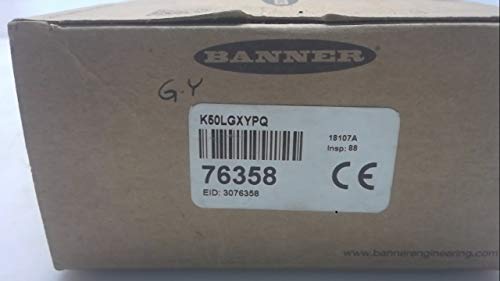 BANNER
G.Y
K50LGXYPQ
18107A
Insp: 88
76358
EID: 3076358
CE
www.bannerengineering.com